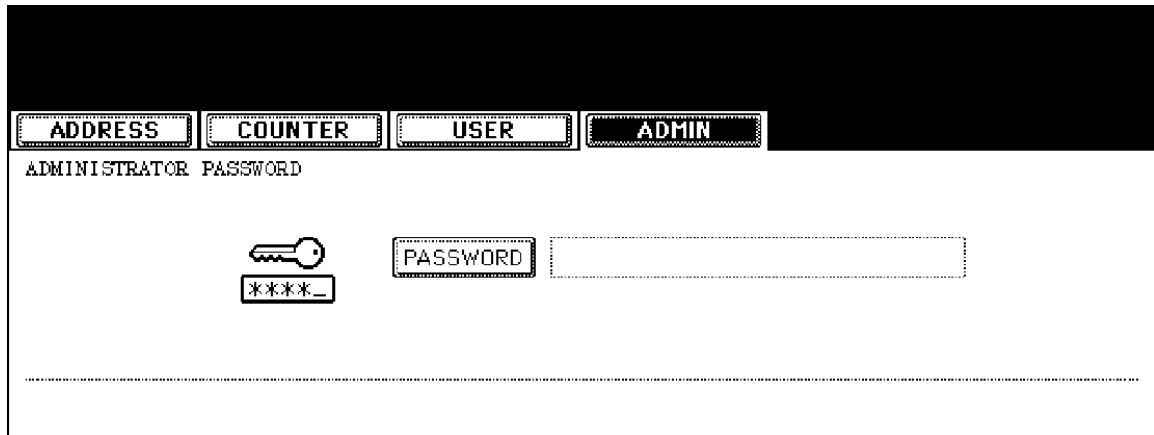 ADDRESS COUNTER USER ADMIN
ADMINISTRATOR PASSWORD
PASSWORD
****_